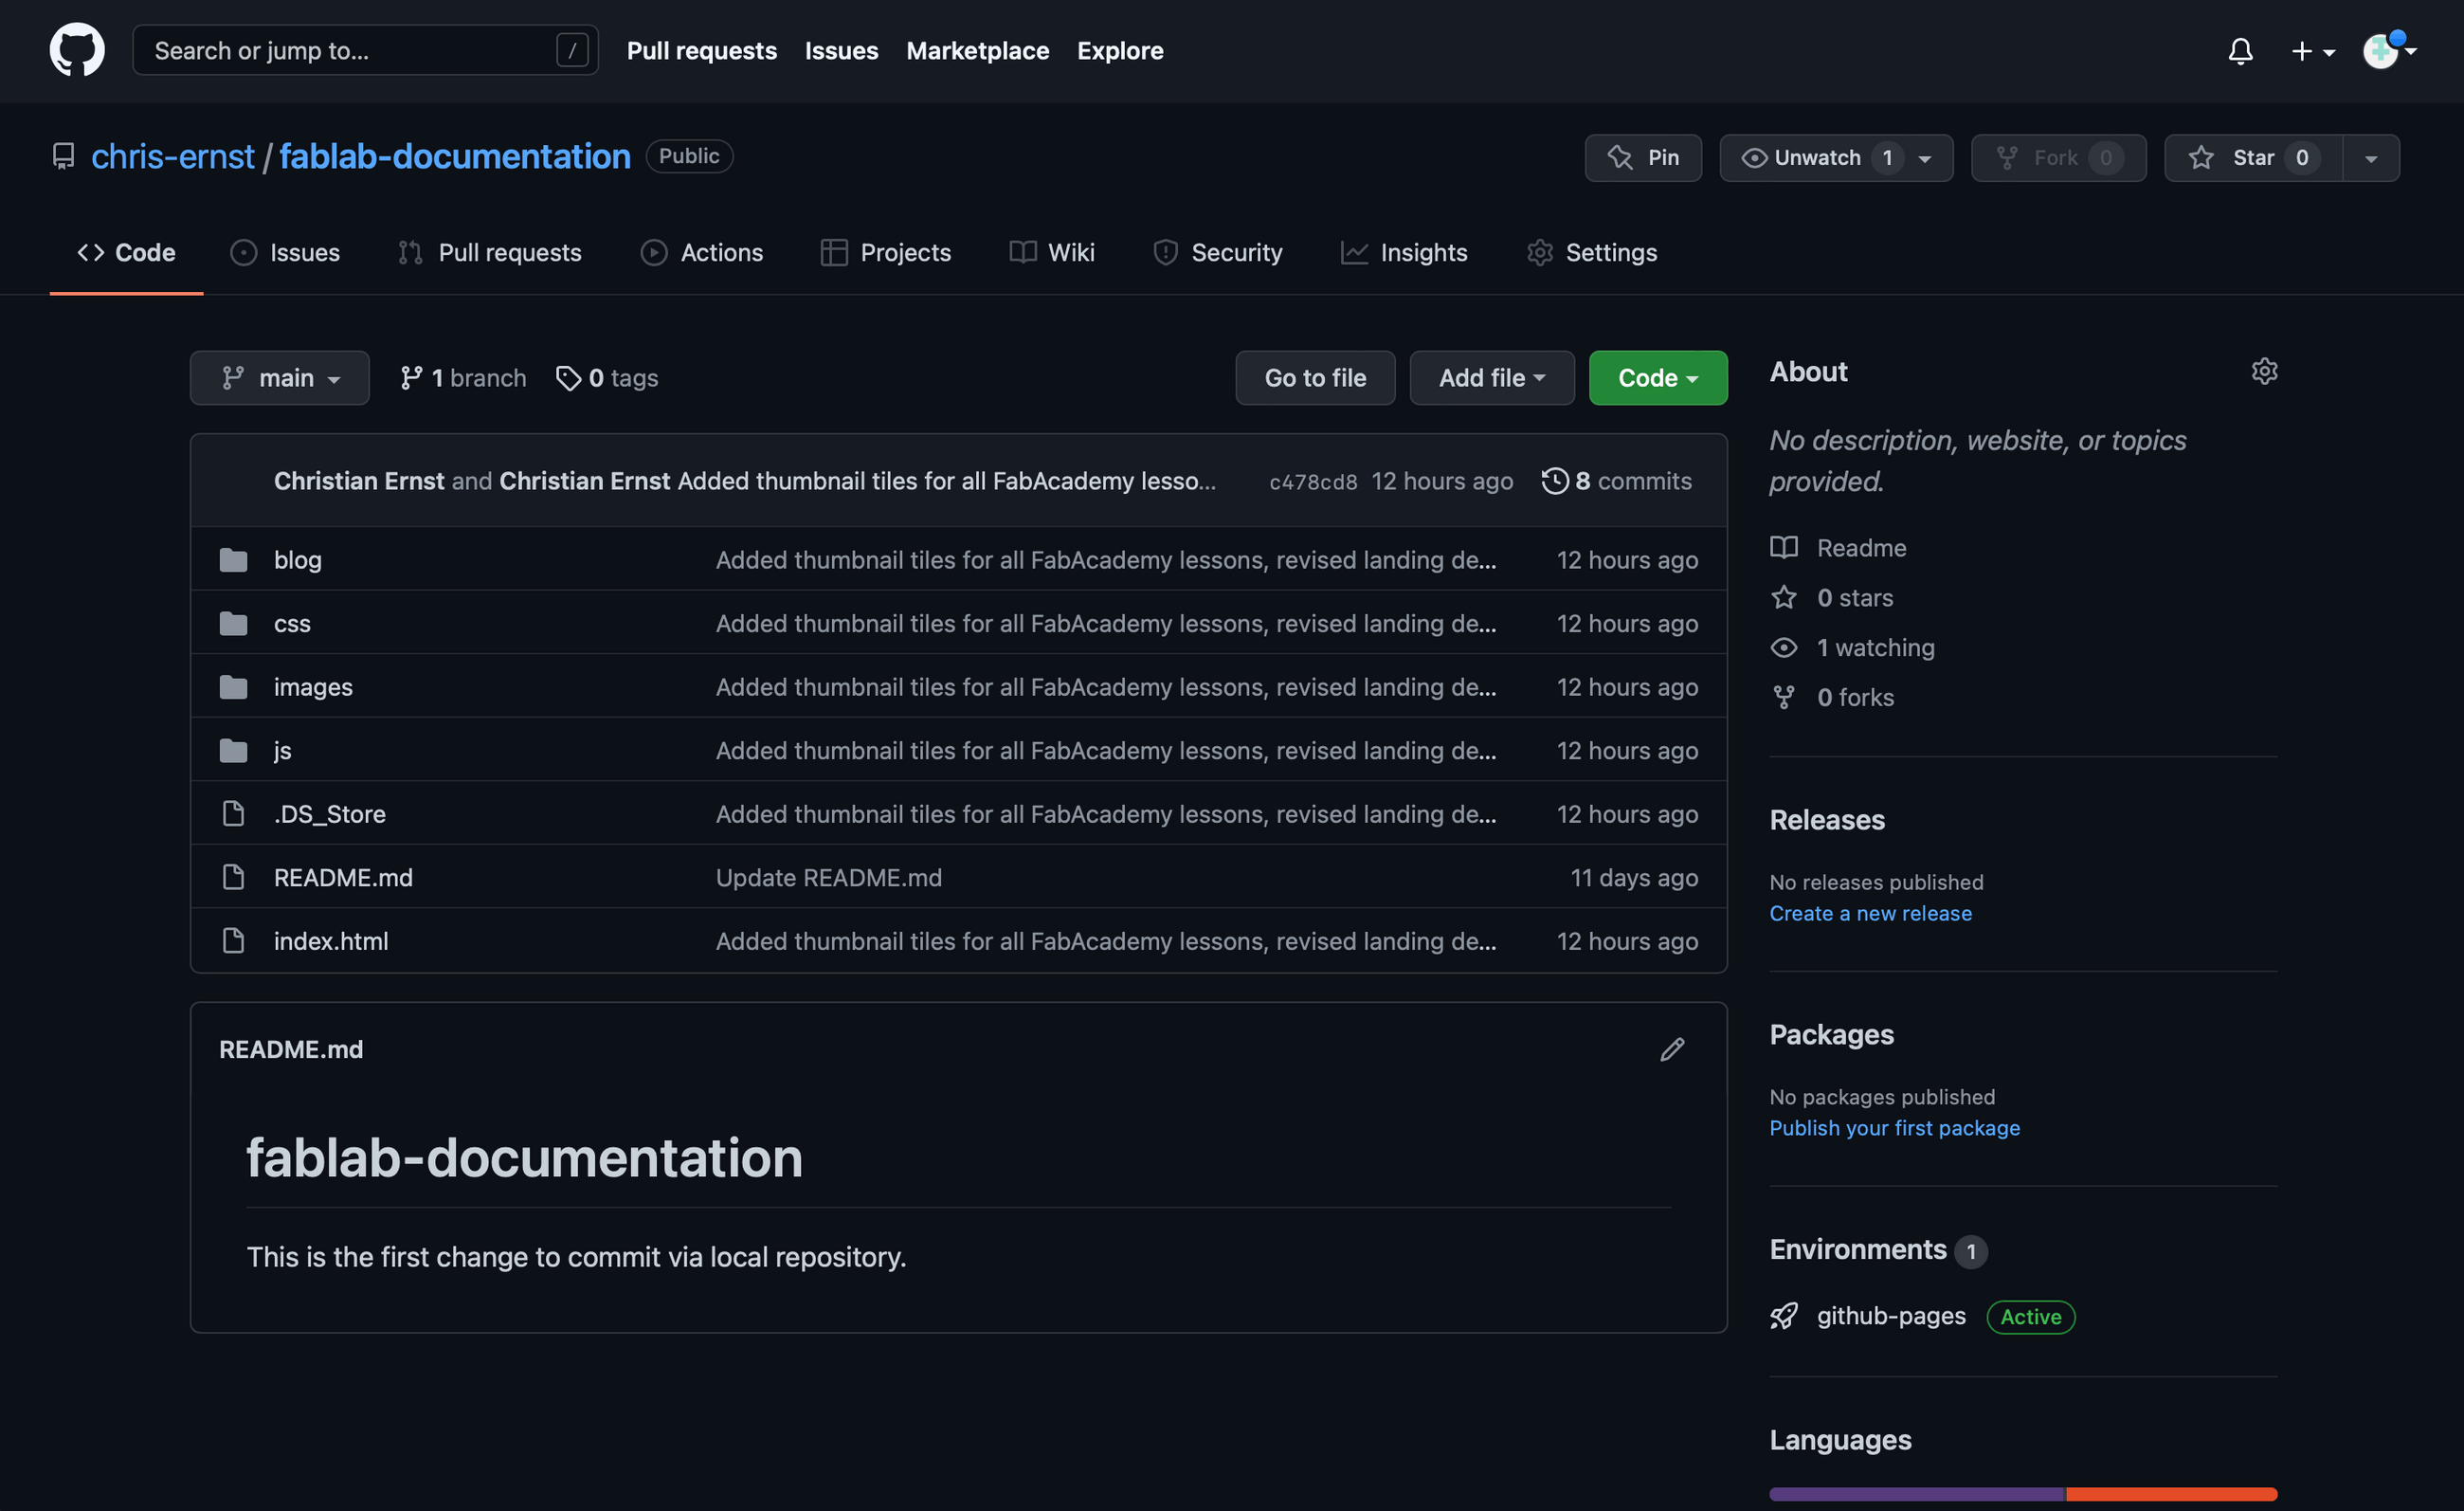 Search or jump to... /
Pull requests Issues Marketplace Explore
chris-ernst / fablab-documentation Public
Pin Unwatch 1 Fork 0 Star 0
Code Issues Pull requests Actions Projects Wiki Security Insights Settings
main 1 branch 0 tags Go to file Add file Code
Christian Ernst and Christian Ernst Added thumbnail tiles for all FabAcademy lesso... c478cd8 12 hours ago 8 commits
blog Added thumbnail tiles for all FabAcademy lessons, revised landing de... 12 hours ago
css Added thumbnail tiles for all FabAcademy lessons, revised landing de... 12 hours ago
images Added thumbnail tiles for all FabAcademy lessons, revised landing de... 12 hours ago
js Added thumbnail tiles for all FabAcademy lessons, revised landing de... 12 hours ago
.DS_Store Added thumbnail tiles for all FabAcademy lessons, revised landing de... 12 hours ago
README.md Update README.md 11 days ago
index.html Added thumbnail tiles for all FabAcademy lessons, revised landing de... 12 hours ago
README.md
fablab-documentation
This is the first change to commit via local repository.
About
No description, website, or topics
provided.
Readme
0 stars
1 watching
0 forks
Releases
No releases published
Create a new release
Packages
No packages published
Publish your first package
Environments 1
github-pages Active
Languages